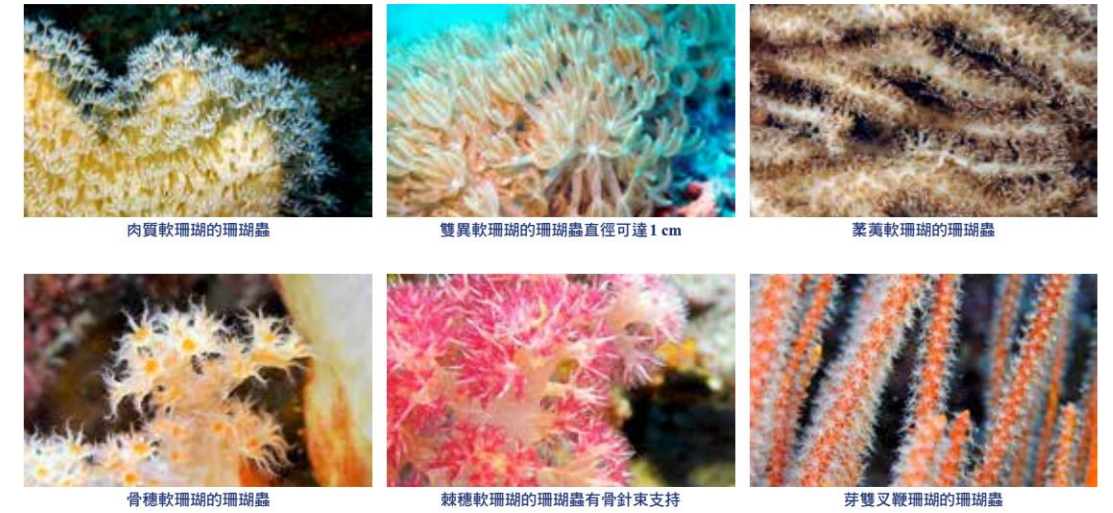 肉質軟珊瑚的珊瑚蟲
雙異軟珊瑚的珊瑚蟲直徑可達 1 cm
葇荑軟珊瑚的珊瑚蟲
骨穗軟珊瑚的珊瑚蟲
棘穗軟珊瑚的珊瑚蟲有骨針束支持
芽雙叉鞭珊瑚的珊瑚蟲